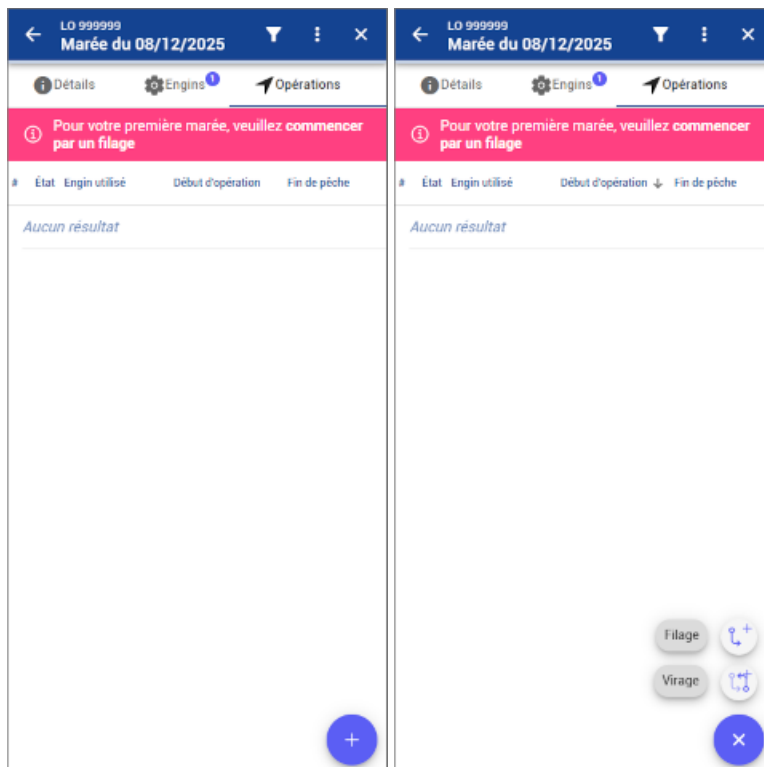 LO 999999
Marée du 08/12/2025
Détails
Engins 1
Opérations
Pour votre première marée, veuillez commencer
par un filage
# État Engin utilisé Début d'opération Fin de pêche
Aucun résultat
LO 999999
Marée du 08/12/2025
Détails
Engins 1
Opérations
Pour votre première marée, veuillez commencer
par un filage
# État Engin utilisé Début d'opération Fin de pêche
Aucun résultat
Filage
Virage